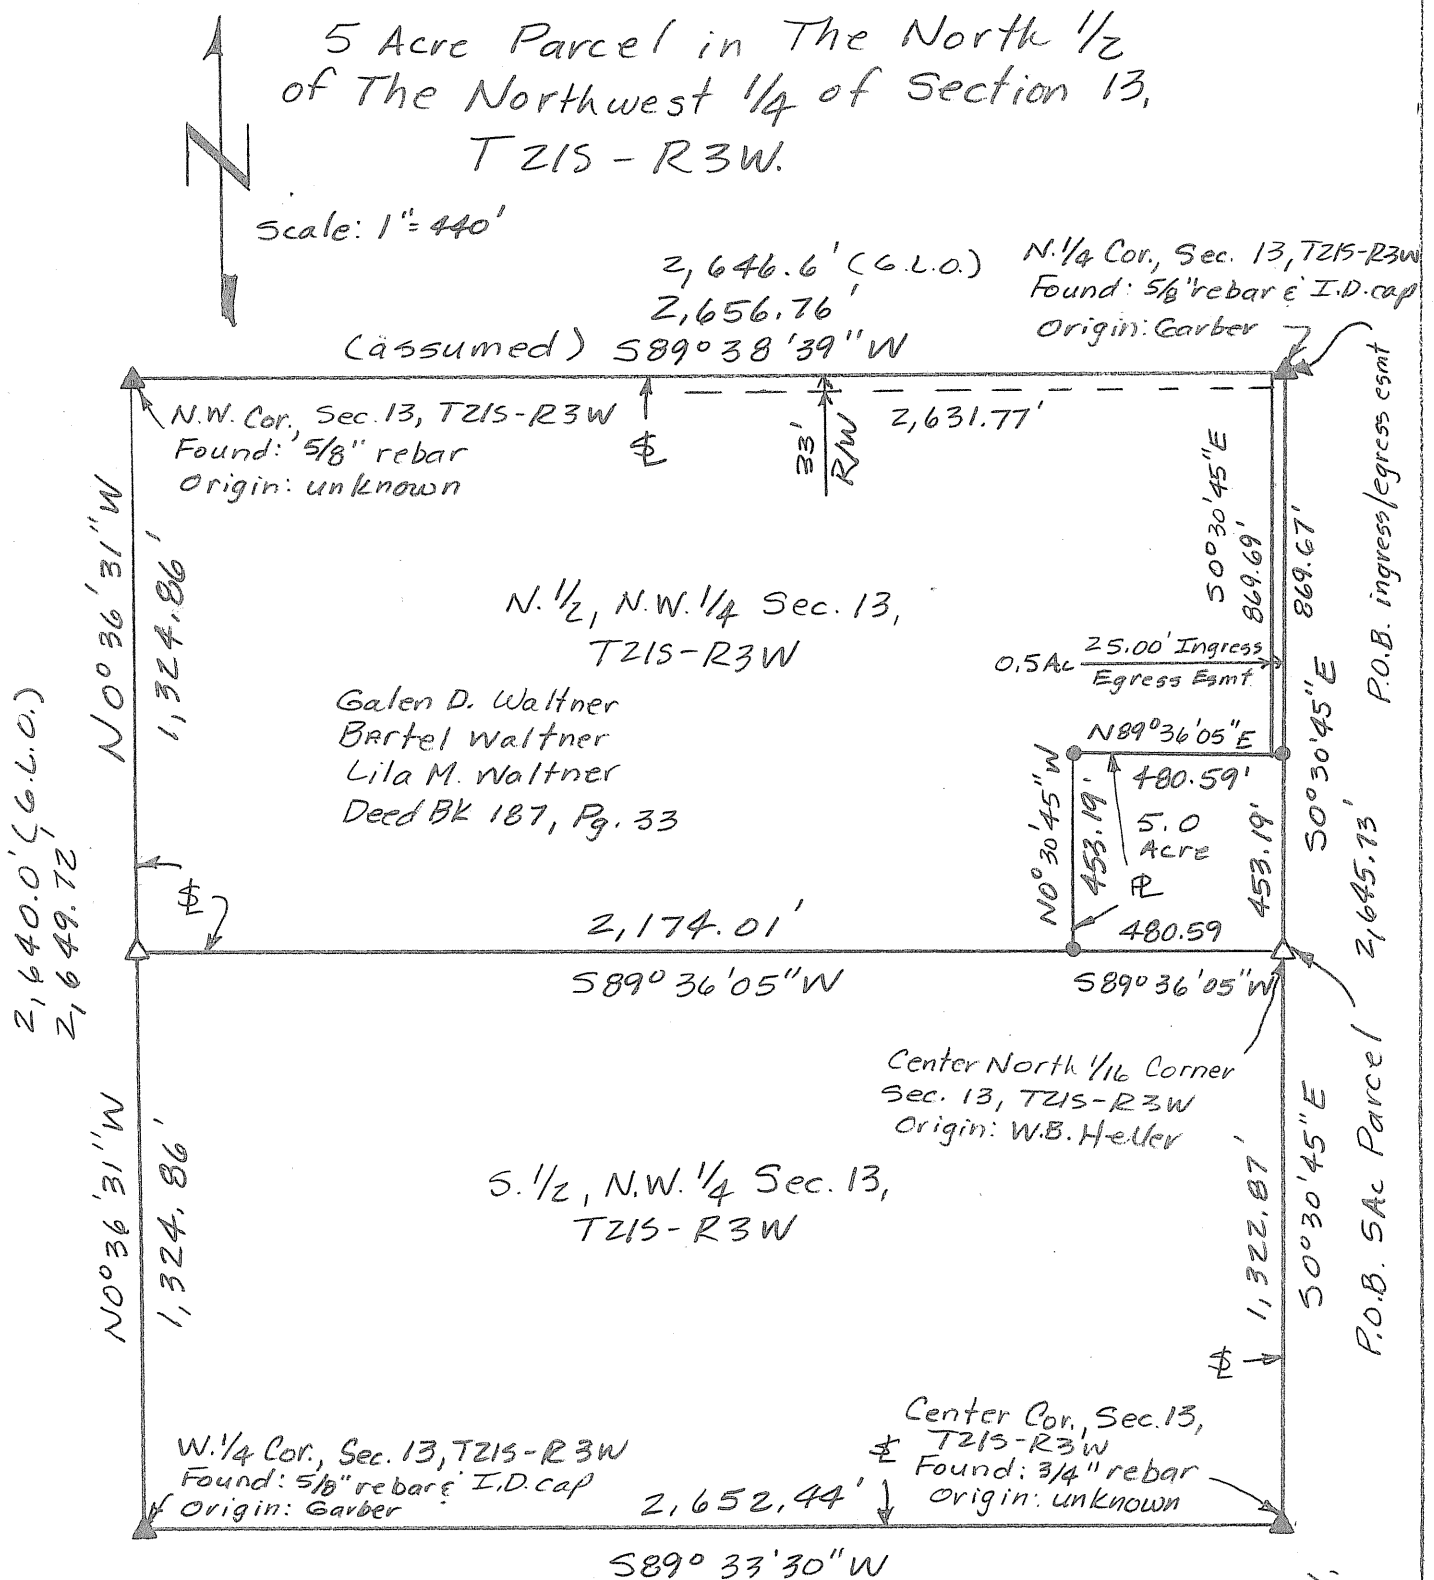 5 Acre Parcel in The North 1/2
of The Northwest 1/4 of Section 13,
T21S - R3W.
N
Scale: 1"= 440'
2,646.6' (G.L.O.)
2,656.76'
(assumed) S89°38'39"W
N.1/4 Cor., Sec. 13, T21S-R3W
Found: 5/8" rebar & I.D. cap
Origin: Garber
N.W. Cor., Sec. 13, T21S-R3W
Found: 5/8" rebar
Origin: unknown
33'
R/W
2,631.77'
S0°30'45"E
869.69'
869.67'
P.O.B. ingress/egress esmt
N0°36'31"W
1,324.86'
N.1/2, N.W.1/4 Sec. 13,
T21S-R3W
0.5Ac 25.00' Ingress
Egress Esmt
Galen D. Waltner
Bartel Waltner
Lila M. Waltner
Deed BK 187, Pg. 33
N89°36'05"E
480.59'
N0°30'45"W
453.19'
5.0
Acre
PL
453.19'
S0°30'45"E
2,645.73'
2,640.0' (G.L.O.)
2,649.72'
2,174.01'
480.59
S89°36'05"W
S89°36'05"W
Center North 1/16 Corner
Sec. 13, T21S-R3W
Origin: W.B. Heller
P.O.B. 5Ac Parcel
N0°36'31"W
1,324.86'
S.1/2, N.W.1/4 Sec. 13,
T21S-R3W
1,322.87'
S0°30'45"E
Center Cor., Sec. 13,
T21S-R3W
Found: 3/4" rebar
Origin: unknown
W.1/4 Cor., Sec. 13, T21S-R3W
Found: 5/8" rebar & I.D. cap
Origin: Garber
2,652.44'
S89°33'30"W